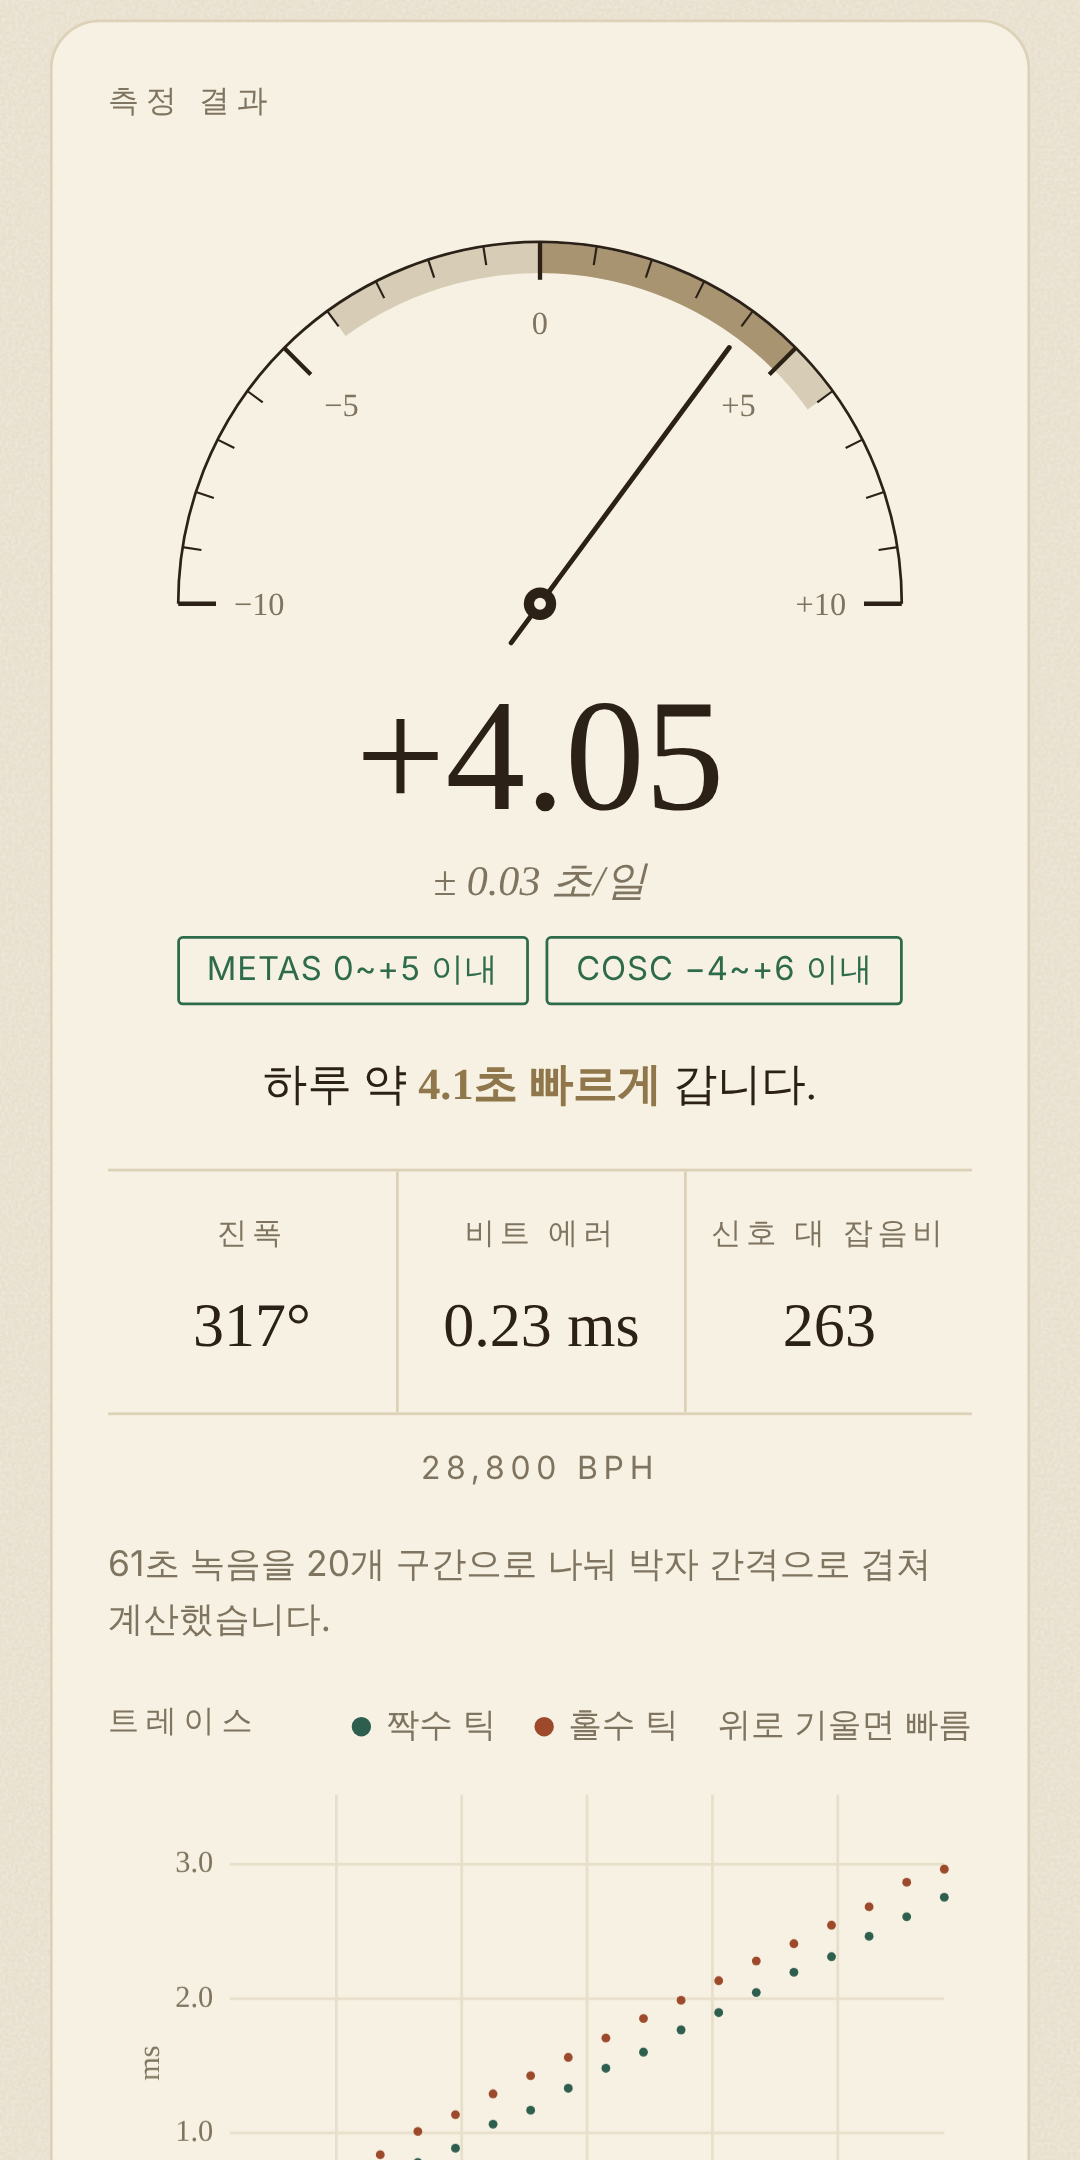 측정 결과
0
−5
+5
−10
+10
+4.05
± 0.03 초/일
METAS 0~+5 이내
COSC −4~+6 이내
하루 약 4.1초 빠르게 갑니다.
진폭
비트 에러
신호 대 잡음비
317°
0.23 ms
263
28,800 BPH
61초 녹음을 20개 구간으로 나눠 박자 간격으로 겹쳐
계산했습니다.
트레이스
짝수 틱
홀수 틱
위로 기울면 빠름
3.0
2.0
ms
1.0